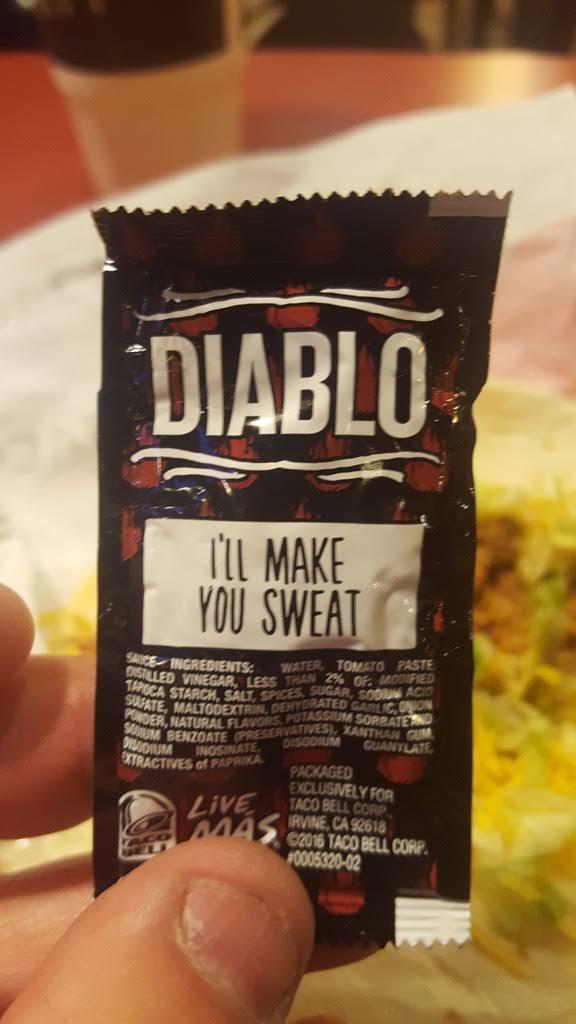 DIABLO
I'LL MAKE
YOU SWEAT
SAUCE INGREDIENTS: WATER, TOMATO PASTE,
DISTILLED VINEGAR, LESS THAN 2% OF: MODIFIED
TAPIOCA STARCH, SALT, SPICES, SUGAR, SODIUM ACID
SULFATE, MALTODEXTRIN, DEHYDRATED GARLIC, ONION
POWDER, NATURAL FLAVORS, POTASSIUM SORBATE AND
SODIUM BENZOATE (PRESERVATIVES), XANTHAN GUM,
DISODIUM INOSINATE, DISODIUM GUANYLATE,
EXTRACTIVES of PAPRIKA.
TACO
BELL
LIVE
MÁS
PACKAGED
EXCLUSIVELY FOR
TACO BELL CORP.
IRVINE, CA 92618
©2016 TACO BELL CORP.
#0005320-02